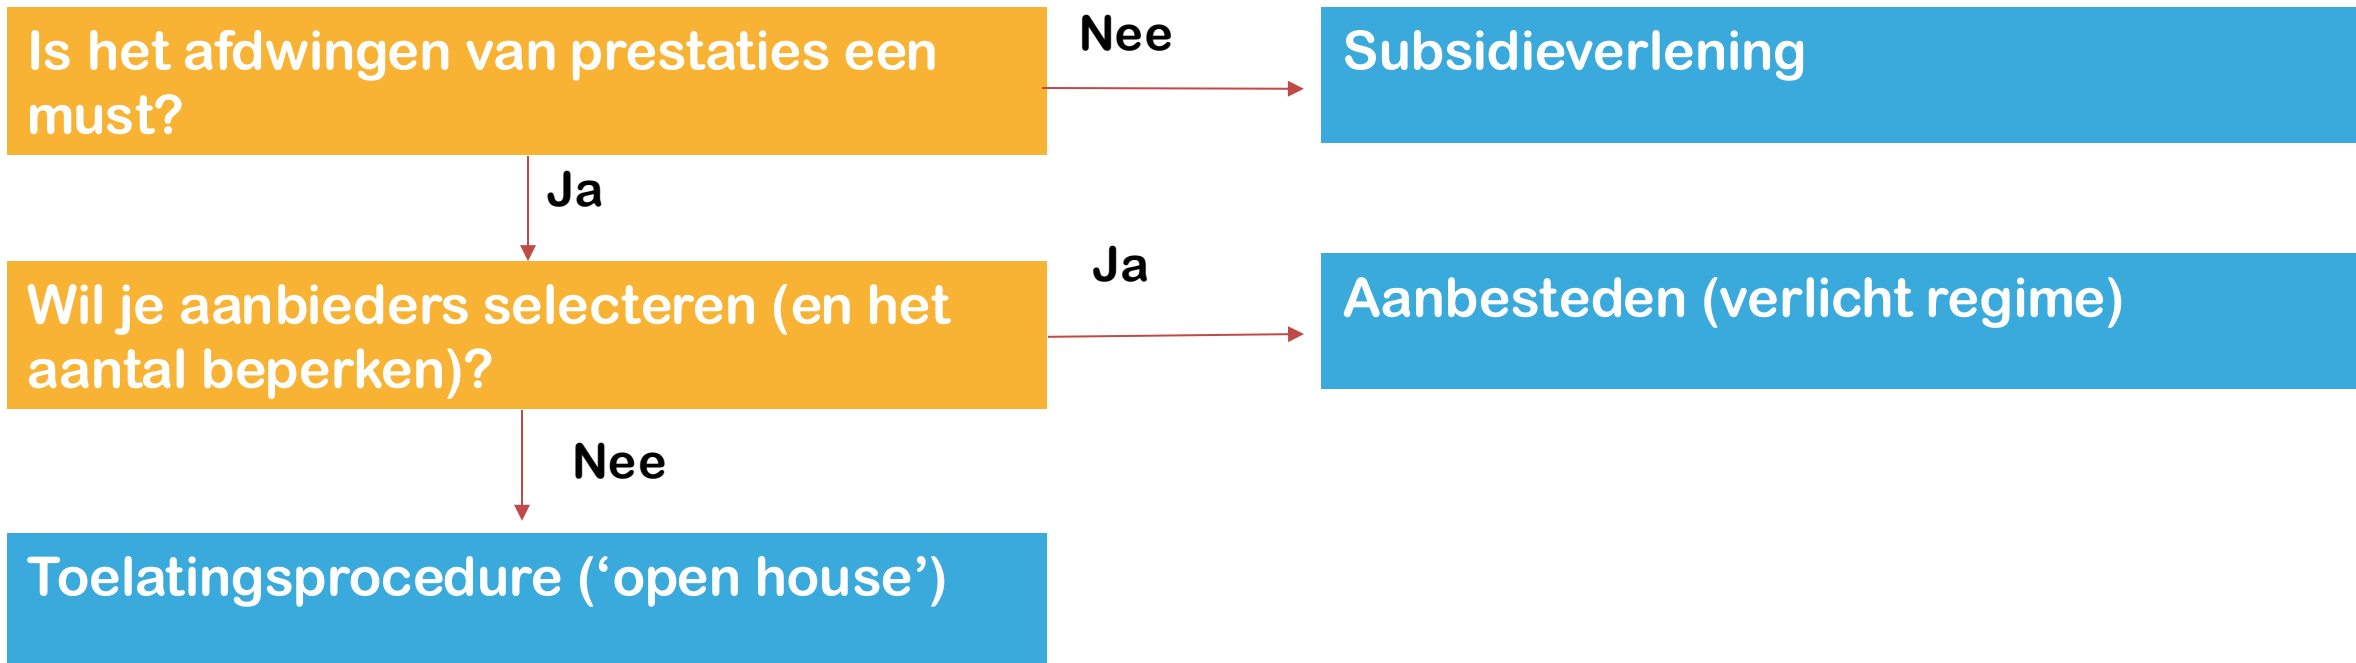 Is het afdwingen van prestaties een
must?
Nee
Subsidieverlening
Ja
Wil je aanbieders selecteren (en het
aantal beperken)?
Ja
Aanbesteden (verlicht regime)
Nee
Toelatingsprocedure (‘open house’)